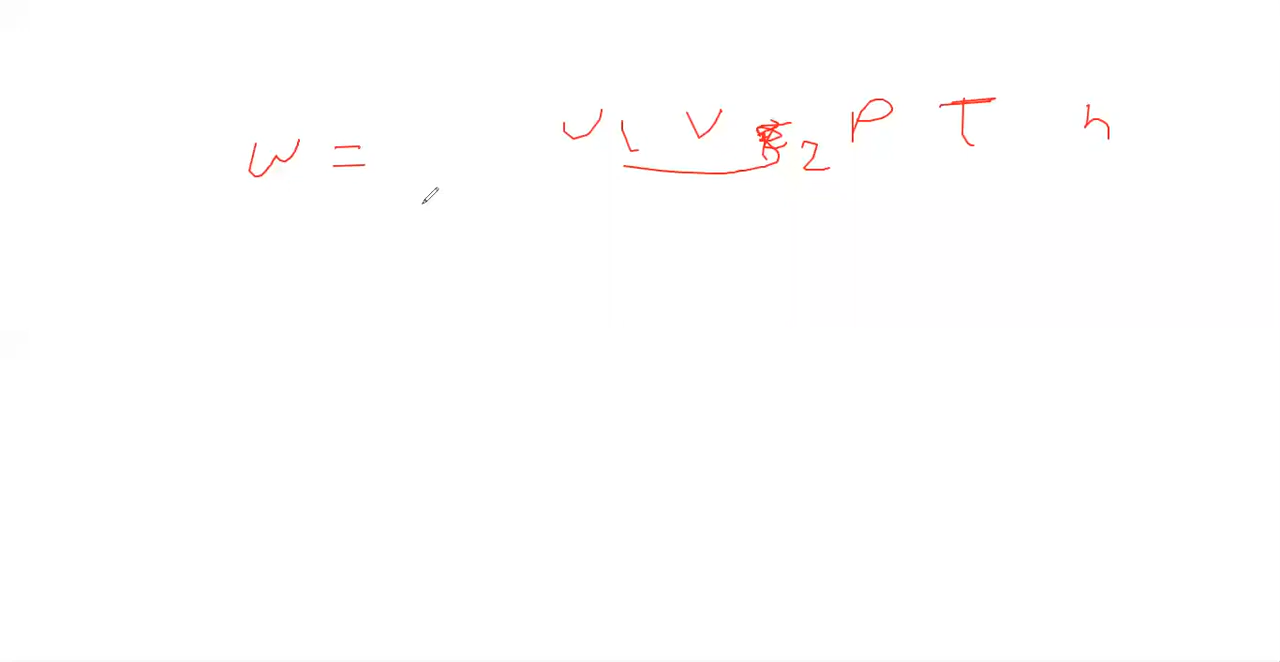 W = V₁ V ₂ P T n